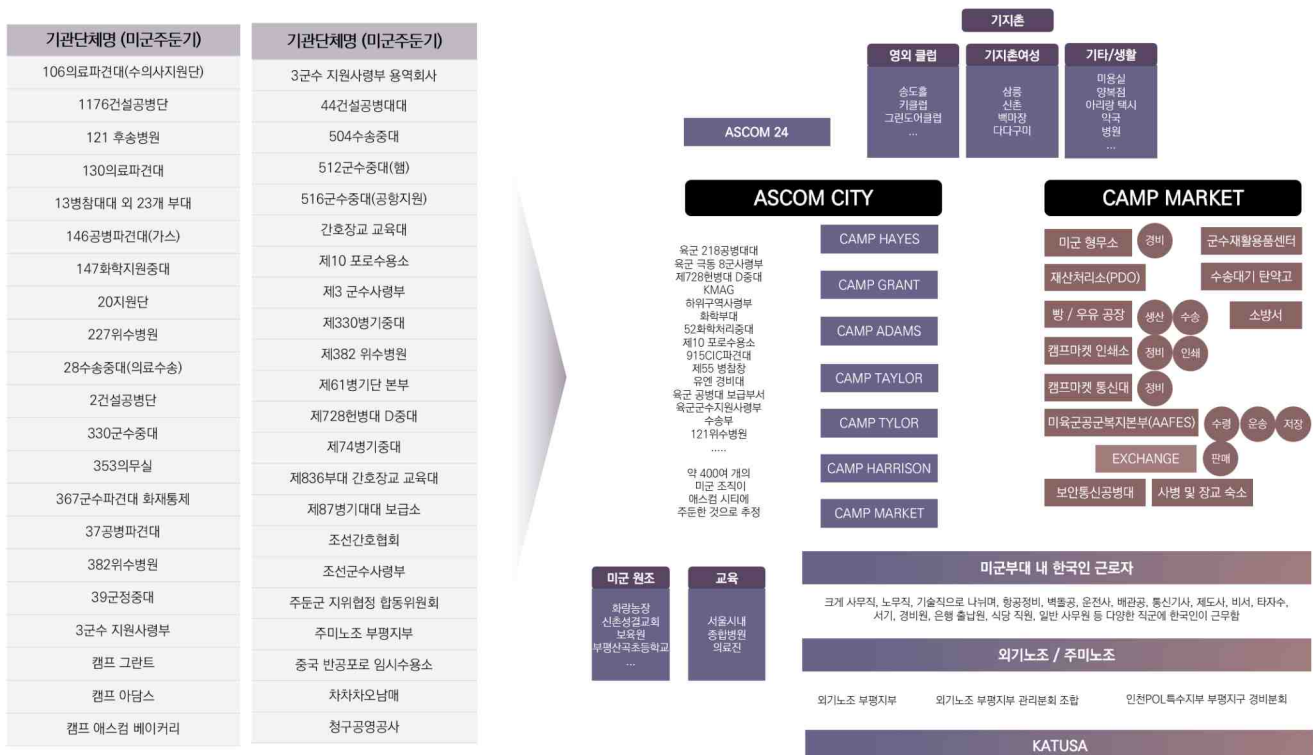 기관단체명 (미군주둔기)
106의료파견대(수의사지원단)
1176건설공병단
121 후송병원
130의료파견대
13병참대대 외 23개 부대
146공병파견대(가스)
147화학지원중대
20지원단
227위수병원
28수송중대(의료수송)
2건설공병단
330군수중대
353의무실
367군수파견대 화재통제
37공병파견대
382위수병원
39군정중대
3군수 지원사령부
캠프 그란트
캠프 아담스
캠프 애스컴 베이커리
기관단체명 (미군주둔기)
3군수 지원사령부 용역회사
44건설공병대대
504수송중대
512군수중대(햄)
516군수중대(공항지원)
간호장교 교육대
제10 포로수용소
제3 군수사령부
제330병기중대
제382 위수병원
제61병기단 본부
제728헌병대 D중대
제74병기중대
제836부대 간호장교 교육대
제87병기대대 보급소
조선간호협회
조선군수사령부
주둔군 지위협정 합동위원회
주미노조 부평지부
중국 반공포로 임시수용소
차차차오남매
청구공영공사
기지촌
영외 클럽
송도홀
키클럽
그린도어클럽
...
기지촌여성
삼릉
신촌
백마장
다다구미
기타/생활
미용실
양복점
아리랑 택시
약국
병원
...
ASCOM 24
ASCOM CITY
육군 218공병대대
육군 극동 8군사령부
제728헌병대 D중대
KMAG
하위구역사령부
화학부대
52화학처리중대
제10 포로수용소
915CIC파견대
제55 병참창
유엔 경비대
육군 공병대 보급부서
육군군수지원사령부
수송부
121위수병원
.....
약 400여 개의
미군 조직이
애스컴 시티에
주둔한 것으로 추정
CAMP HAYES
CAMP GRANT
CAMP ADAMS
CAMP TAYLOR
CAMP TYLOR
CAMP HARRISON
CAMP MARKET
CAMP MARKET
미군 형무소 경비 군수재활용품센터
재산처리소(PDO) 수송대기 탄약고
빵 / 우유 공장 생산 수송 소방서
캠프마켓 인쇄소 정비 인쇄
캠프마켓 통신대 정비
미육군공군복지본부(AAFES) 수령 운송 저장
EXCHANGE 판매
보안통신공병대 사병 및 장교 숙소
미군 원조
화랑농장
신촌성결교회
보육원
부평산곡초등학교
...
교육
서울시내
종합병원
의료진
미군부대 내 한국인 근로자
크게 사무직, 노무직, 기술직으로 나뉘며, 항공정비, 벽돌공, 운전사, 배관공, 통신기사, 제도사, 비서, 타자수,
서기, 경비원, 은행 출납원, 식당 직원, 일반 사무원 등 다양한 직군에 한국인이 근무함
외기노조 / 주미노조
외기노조 부평지부 외기노조 부평지부 관리분회 조합 인천POL특수지부 부평지구 경비분회
KATUSA